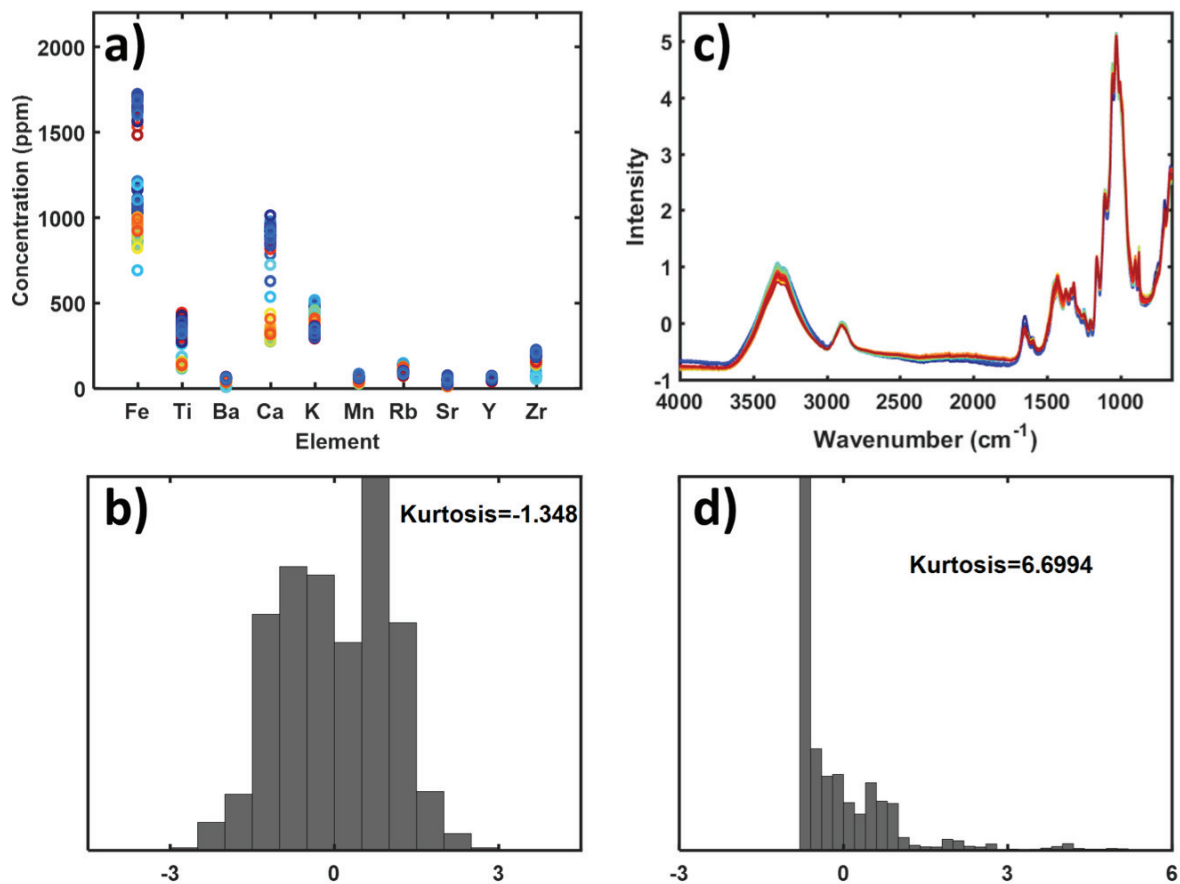 a)
2000
1500
1000
500
0
Concentration (ppm)
Fe Ti Ba Ca K Mn Rb Sr Y Zr
Element
c)
5
4
3
2
1
0
-1
Intensity
4000 3500 3000 2500 2000 1500 1000
Wavenumber (cm⁻¹)
b)
Kurtosis=-1.348
-3 0 3
d)
Kurtosis=6.6994
-3 0 3 6